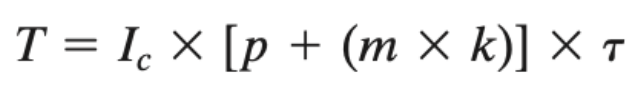 T = I_c × [p + (m × k)] × τ